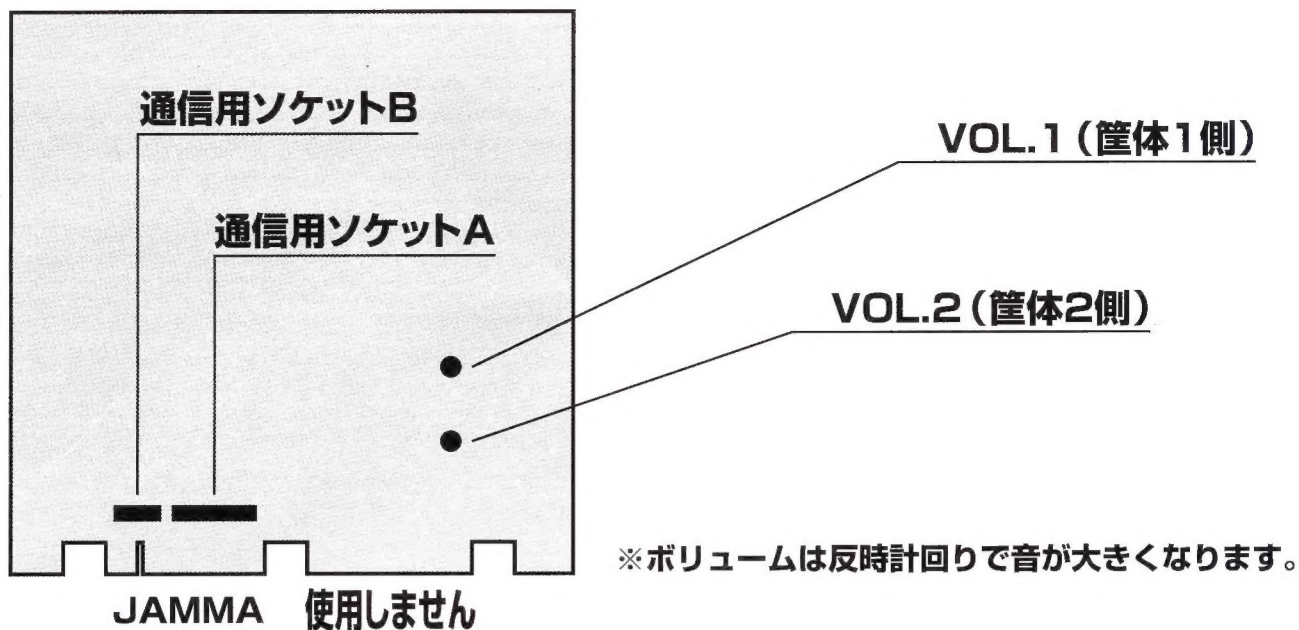 通信用ソケットB
VOL.1（筐体1側）
通信用ソケットA
VOL.2（筐体2側）
※ボリュームは反時計回りで音が大きくなります。
JAMMA 使用しません